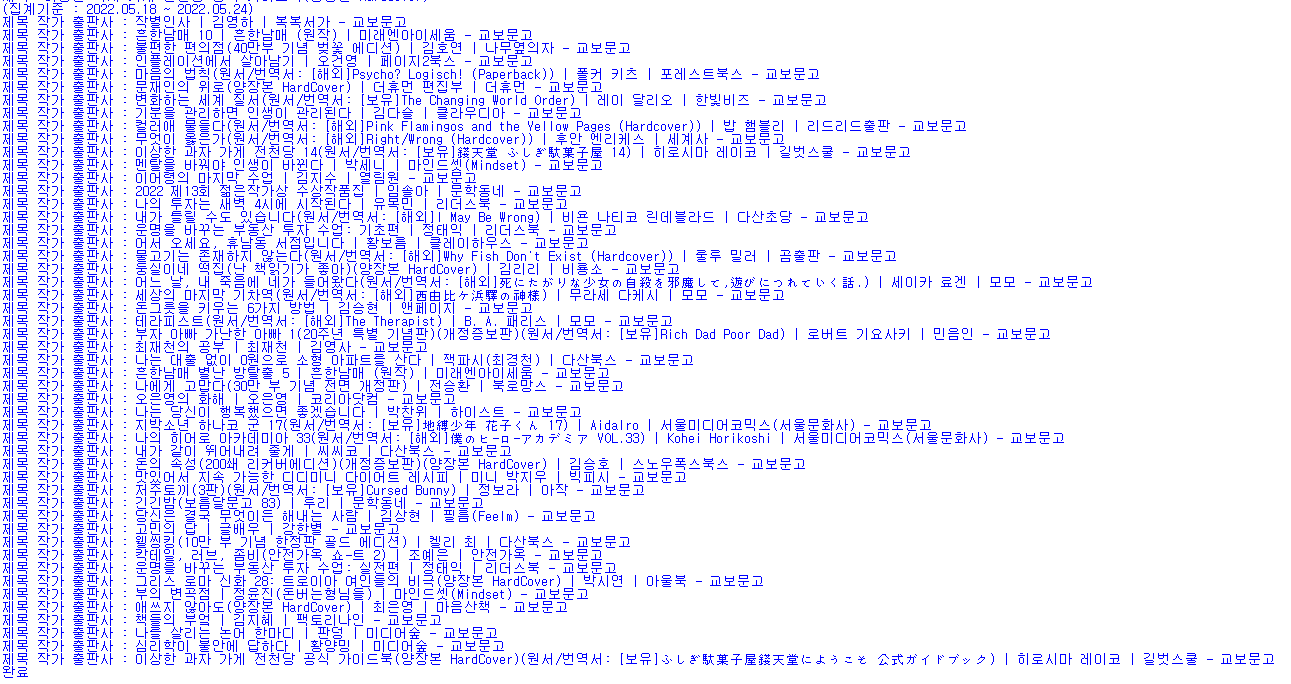 (집계기준 : 2022.05.18 ~ 2022.05.24)
제목 작가 출판사 : 작별인사 | 김영하 | 복복서가 - 교보문고
제목 작가 출판사 : 흔한남매 10 | 흔한남매 (원작) | 미래엔아이세움 - 교보문고
제목 작가 출판사 : 불편한 편의점(40만부 기념 벚꽃 에디션) | 김호연 | 나무옆의자 - 교보문고
제목 작가 출판사 : 인플레이션에서 살아남기 | 오건영 | 페이지2북스 - 교보문고
제목 작가 출판사 : 마음의 법칙(원서/번역서: [해외]Psycho? Logisch! (Paperback)) | 폴커 키츠 | 포레스트북스 - 교보문고
제목 작가 출판사 : 문재인의 위로(양장본 HardCover) | 더휴먼 편집부 | 더휴먼 - 교보문고
제목 작가 출판사 : 변화하는 세계 질서(원서/번역서: [보유]The Changing World Order) | 레이 달리오 | 한빛비즈 - 교보문고
제목 작가 출판사 : 기분을 관리하면 인생이 관리된다 | 김다슬 | 클라우디아 - 교보문고
제목 작가 출판사 : 컬러애 물들다(원서/번역서: [해외]Pink Flamingos and the Yellow Pages (Hardcover)) | 밥 햄블리 | 리드리드출판 - 교보문고
제목 작가 출판사 : 무엇이 옳은가(원서/번역서: [해외]Right/Wrong (Hardcover)) | 후안 엔리케스 | 세계사 - 교보문고
제목 작가 출판사 : 이상한 과자 가게 전천당 14(원서/번역서: [보유]錢天堂 ふしぎ駄菓子屋 14) | 히로시마 레이코 | 길벗스쿨 - 교보문고
제목 작가 출판사 : 멘탈을 바꿔야 인생이 바뀐다 | 박세니 | 마인드셋(Mindset) - 교보문고
제목 작가 출판사 : 이어령의 마지막 수업 | 김지수 | 열림원 - 교보문고
제목 작가 출판사 : 2022 제13회 젊은작가상 수상작품집 | 임솔아 | 문학동네 - 교보문고
제목 작가 출판사 : 나의 투자는 새벽 4시에 시작된다 | 유목민 | 리더스북 - 교보문고
제목 작가 출판사 : 내가 틀릴 수도 있습니다(원서/번역서: [해외]I May Be Wrong) | 비욘 나티코 린데블라드 | 다산초당 - 교보문고
제목 작가 출판사 : 운명을 바꾸는 부동산 투자 수업: 기초편 | 정태익 | 리더스북 - 교보문고
제목 작가 출판사 : 어서 오세요, 휴남동 서점입니다 | 황보름 | 클레이하우스 - 교보문고
제목 작가 출판사 : 물고기는 존재하지 않는다(원서/번역서: [해외]Why Fish Don't Exist (Hardcover)) | 룰루 밀러 | 곰출판 - 교보문고
제목 작가 출판사 : 둥실이네 떡집(난 책읽기가 좋아)(양장본 HardCover) | 김리리 | 비룡소 - 교보문고
제목 작가 출판사 : 어느 날, 내 죽음에 네가 들어왔다(원서/번역서: [해외]死にたがりな少女の自殺を邪魔して,遊びにつれていく話.) | 세이카 료겐 | 모모 - 교보문고
제목 작가 출판사 : 세상의 마지막 기차역(원서/번역서: [해외]西由比ケ浜驛の神樣) | 무라세 다케시 | 모모 - 교보문고
제목 작가 출판사 : 돈그릇을 키우는 6가지 방법 | 김승현 | 앤페이지 - 교보문고
제목 작가 출판사 : 테라피스트(원서/번역서: [해외]The Therapist) | B. A. 패리스 | 모모 - 교보문고
제목 작가 출판사 : 부자 아빠 가난한 아빠 1(20주년 특별 기념판)(개정증보판)(원서/번역서: [보유]Rich Dad Poor Dad) | 로버트 기요사키 | 민음인 - 교보문고
제목 작가 출판사 : 최재천의 공부 | 최재천 | 김영사 - 교보문고
제목 작가 출판사 : 나는 대출 없이 0원으로 소형 아파트를 산다 | 잭파시(최경천) | 다산북스 - 교보문고
제목 작가 출판사 : 흔한남매 별난 방탈출 5 | 흔한남매 (원작) | 미래엔아이세움 - 교보문고
제목 작가 출판사 : 나에게 고맙다(30만 부 기념 전면 개정판) | 전승환 | 북로망스 - 교보문고
제목 작가 출판사 : 오은영의 화해 | 오은영 | 코리아닷컴 - 교보문고
제목 작가 출판사 : 나는 당신이 행복했으면 좋겠습니다 | 박찬위 | 하이스트 - 교보문고
제목 작가 출판사 : 지박소년 하나코 군 17(원서/번역서: [보유]地縛少年 花子くん 17) | AidaIro | 서울미디어코믹스(서울문화사) - 교보문고
제목 작가 출판사 : 나의 히어로 아카데미아 33(원서/번역서: [해외]僕のヒ-ロ-アカデミア VOL.33) | Kohei Horikoshi | 서울미디어코믹스(서울문화사) - 교보문고
제목 작가 출판사 : 내가 같이 뛰어내려 줄게 | 씨씨코 | 다산북스 - 교보문고
제목 작가 출판사 : 돈의 속성(200쇄 리커버에디션)(개정증보판)(양장본 HardCover) | 김승호 | 스노우폭스북스 - 교보문고
제목 작가 출판사 : 맛있어서 지속 가능한 디디미니 다이어트 레시피 | 미니 박지우 | 빅피시 - 교보문고
제목 작가 출판사 : 저주토끼(3판)(원서/번역서: [보유]Cursed Bunny) | 정보라 | 아작 - 교보문고
제목 작가 출판사 : 긴긴밤(보름달문고 83) | 루리 | 문학동네 - 교보문고
제목 작가 출판사 : 당신은 결국 무엇이든 해내는 사람 | 김상현 | 필름(Feelm) - 교보문고
제목 작가 출판사 : 고민의 답 | 글배우 | 강한별 - 교보문고
제목 작가 출판사 : 웰씽킹(10만 부 기념 한정판 골드 에디션) | 켈리 최 | 다산북스 - 교보문고
제목 작가 출판사 : 칵테일, 러브, 좀비(안전가옥 쇼-트 2) | 조예은 | 안전가옥 - 교보문고
제목 작가 출판사 : 운명을 바꾸는 부동산 투자 수업: 실전편 | 정태익 | 리더스북 - 교보문고
제목 작가 출판사 : 그리스 로마 신화 28: 트로이아 여인들의 비극(양장본 HardCover) | 박시연 | 아울북 - 교보문고
제목 작가 출판사 : 부의 변곡점 | 정윤진(돈버는형님들) | 마인드셋(Mindset) - 교보문고
제목 작가 출판사 : 애쓰지 않아도(양장본 HardCover) | 최은영 | 마음산책 - 교보문고
제목 작가 출판사 : 책들의 부엌 | 김지혜 | 팩토리나인 - 교보문고
제목 작가 출판사 : 나를 살리는 논어 한마디 | 판덩 | 미디어숲 - 교보문고
제목 작가 출판사 : 심리학이 불안에 답하다 | 황양밍 | 미디어숲 - 교보문고
제목 작가 출판사 : 이상한 과자 가게 전천당 공식 가이드북(양장본 HardCover)(원서/번역서: [보유]ふしぎ駄菓子屋錢天堂にようこそ 公式ガイドブック) | 히로시마 레이코 | 길벗스쿨 - 교보문고
완료